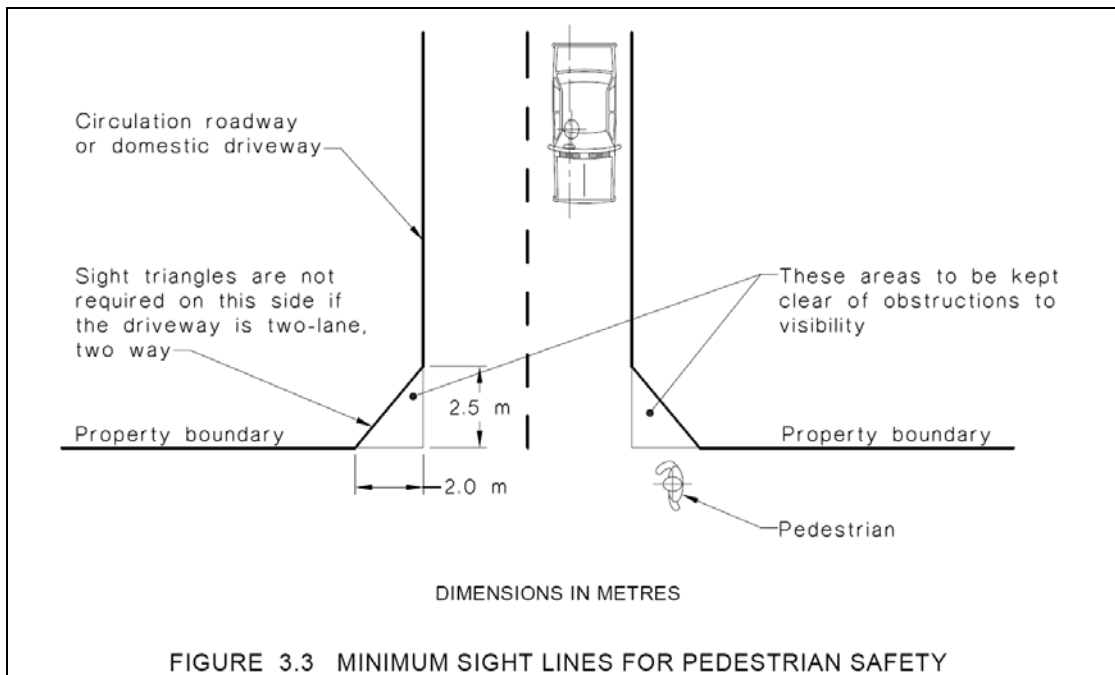 Circulation roadway
or domestic driveway
Sight triangles are not
required on this side if
the driveway is two-lane,
two way
These areas to be kept
clear of obstructions to
visibility
2.5 m
Property boundary
Property boundary
2.0 m
Pedestrian
DIMENSIONS IN METRES
FIGURE 3.3 MINIMUM SIGHT LINES FOR PEDESTRIAN SAFETY